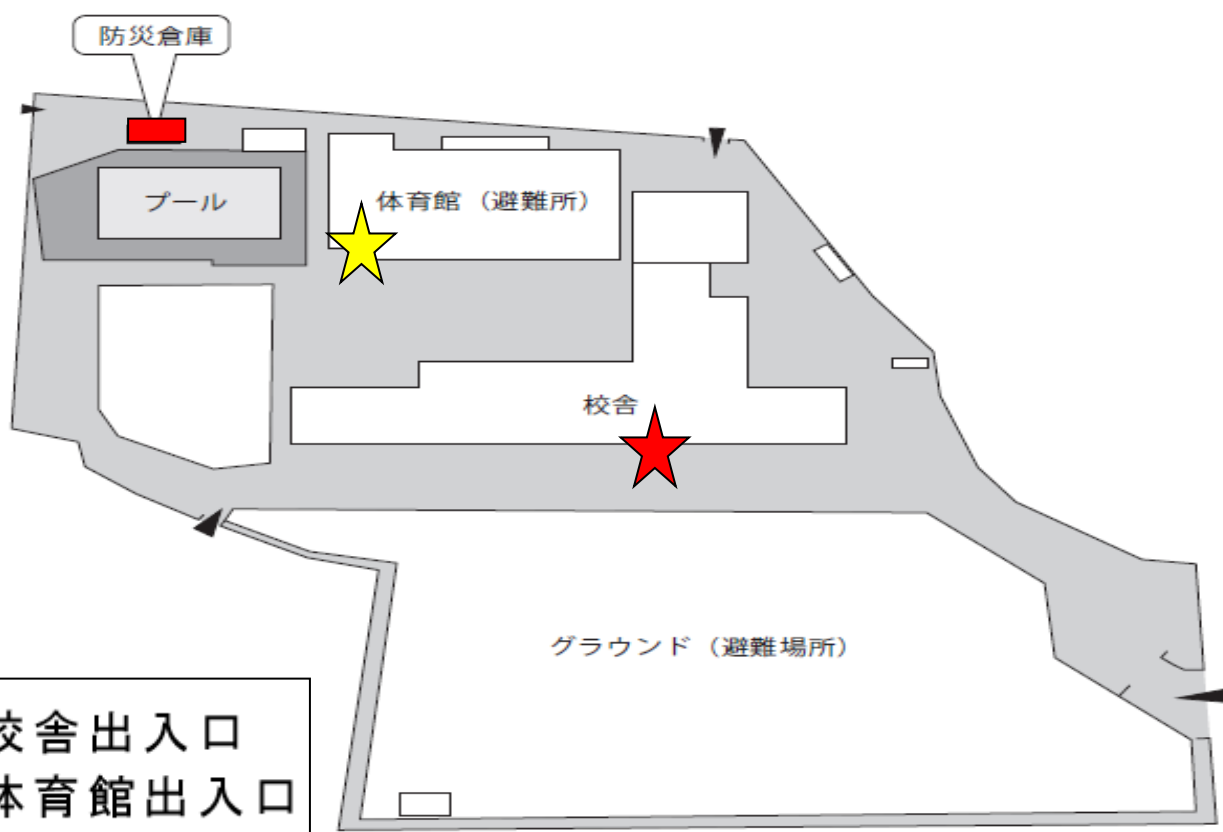 防災倉庫
プール
体育館（避難所）
校舎
グラウンド（避難場所）
校舎出入口
体育館出入口